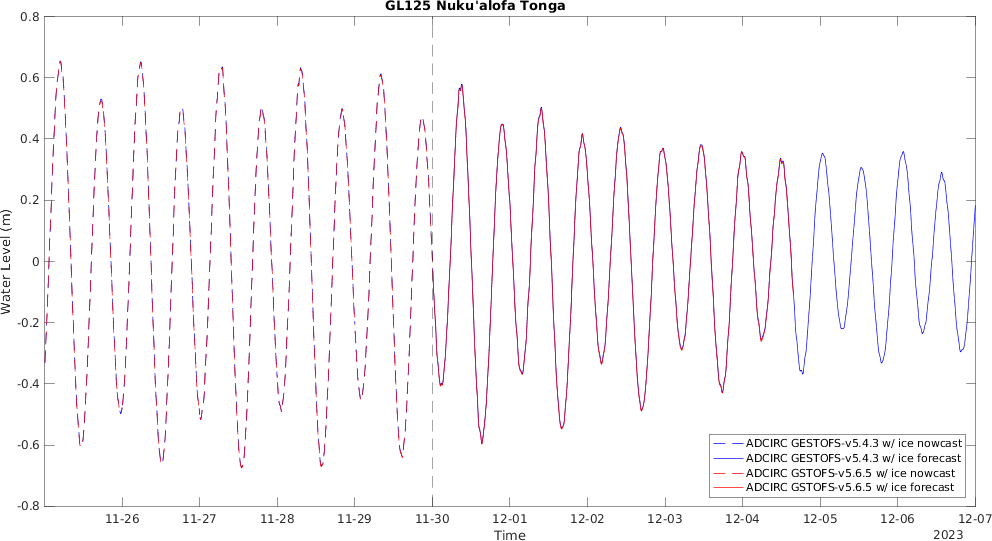 GL125 Nuku'alofa Tonga
Water Level (m)
0.8
0.6
0.4
0.2
0
-0.2
-0.4
-0.6
-0.8
ADCIRC GESTOFS-v5.4.3 w/ ice nowcast
ADCIRC GESTOFS-v5.4.3 w/ ice forecast
ADCIRC GSTOFS-v5.6.5 w/ ice nowcast
ADCIRC GSTOFS-v5.6.5 w/ ice forecast
11-26 11-27 11-28 11-29 11-30 12-01 12-02 12-03 12-04 12-05 12-06 12-07
Time
2023